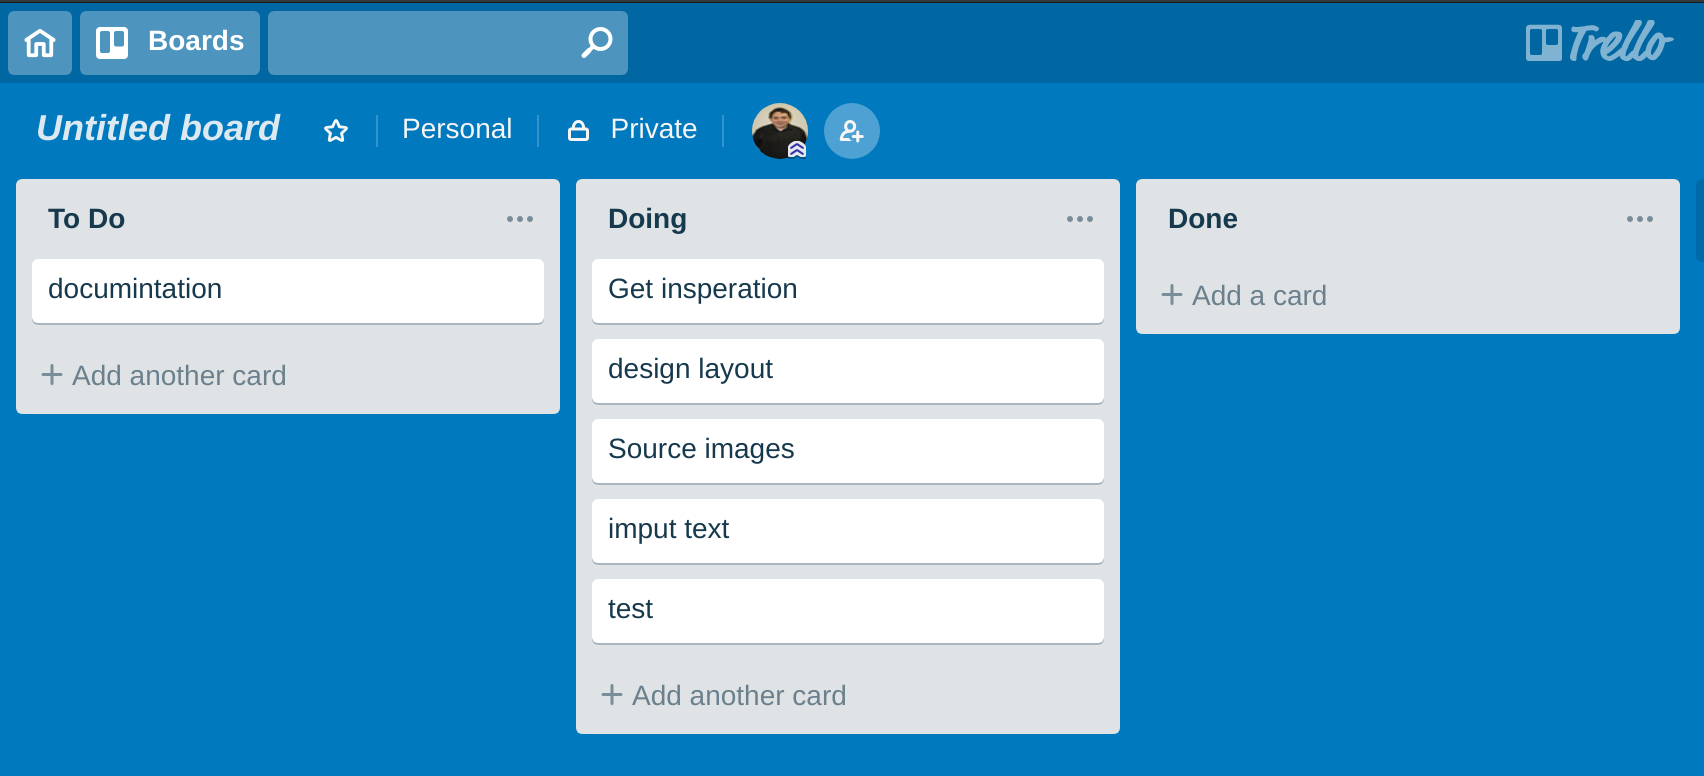 Boards
Trello
Untitled board
Personal
Private
To Do
documintation
Add another card
Doing
Get insperation
design layout
Source images
imput text
test
Add another card
Done
Add a card